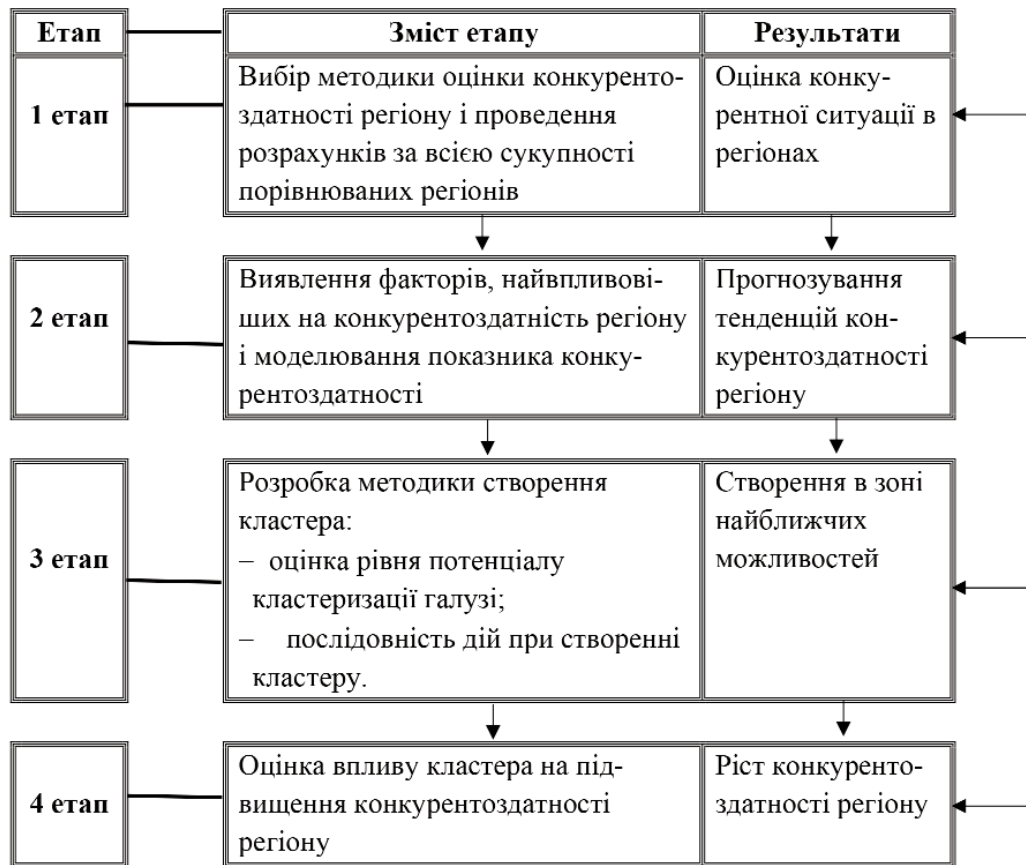 Етап
Зміст етапу
Результати
1 етап
Вибір методики оцінки конкуренто-
здатності регіону і проведення
розрахунків за всією сукупності
порівнюваних регіонів
Оцінка конку-
рентної ситуації в
регіонах
2 етап
Виявлення факторів, найвпливові-
ших на конкурентоздатність регіону
і моделювання показника конку-
рентоздатності
Прогнозування
тенденцій кон-
курентоздатності
регіону
3 етап
Розробка методики створення
кластера:
– оцінка рівня потенціалу
кластеризації галузі;
– послідовність дій при створенні
кластеру.
Створення в зоні
найближчих
можливостей
4 етап
Оцінка впливу кластера на під-
вищення конкурентоздатності
регіону
Ріст конкуренто-
здатності регіону